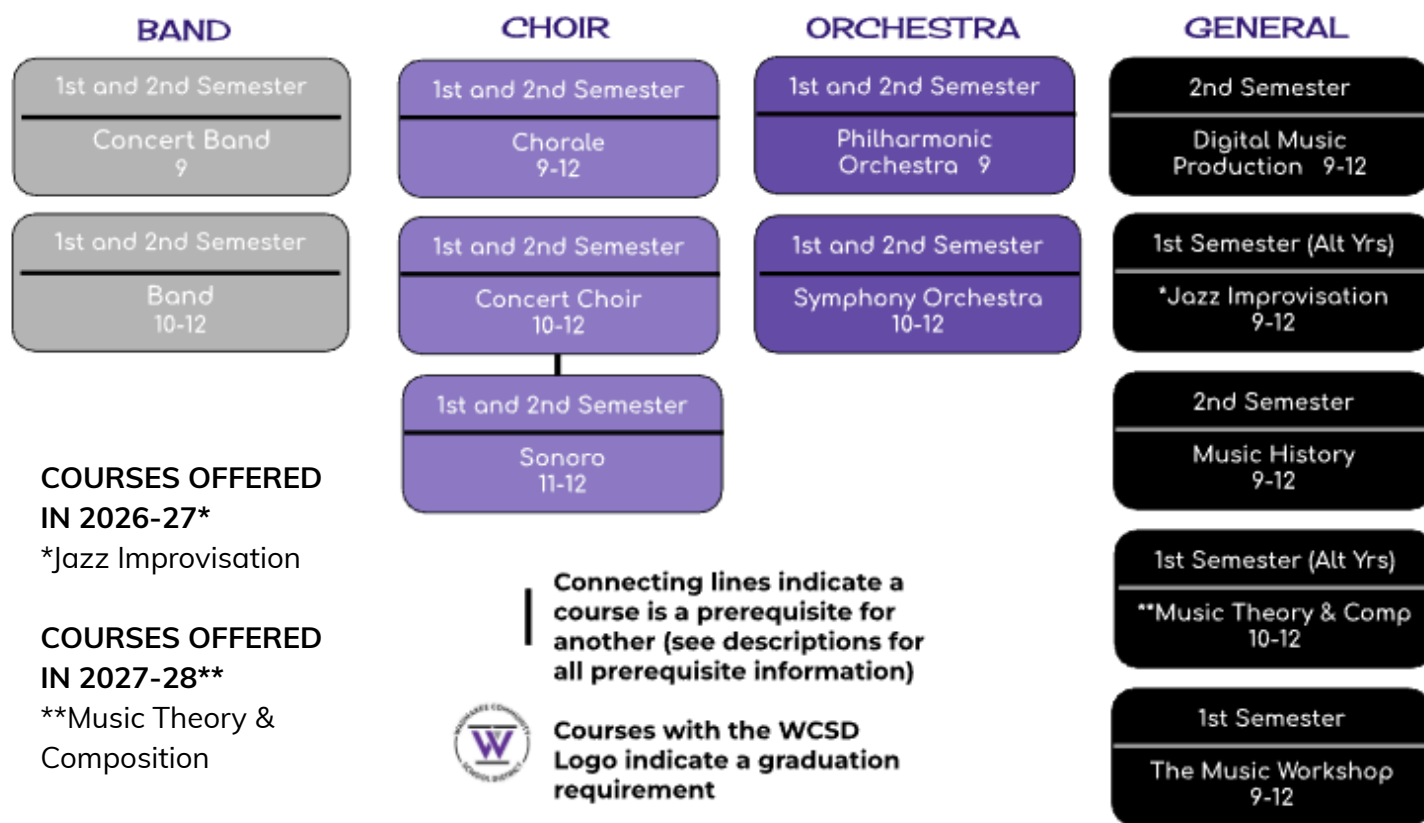 BAND
1st and 2nd Semester
Concert Band
9
1st and 2nd Semester
Band
10-12
CHOIR
1st and 2nd Semester
Chorale
9-12
1st and 2nd Semester
Concert Choir
10-12
1st and 2nd Semester
Sonoro
11-12
ORCHESTRA
1st and 2nd Semester
Philharmonic
Orchestra 9
1st and 2nd Semester
Symphony Orchestra
10-12
GENERAL
2nd Semester
Digital Music
Production 9-12
1st Semester (Alt Yrs)
*Jazz Improvisation
9-12
2nd Semester
Music History
9-12
1st Semester (Alt Yrs)
**Music Theory & Comp
10-12
1st Semester
The Music Workshop
9-12
COURSES OFFERED
IN 2026-27*
*Jazz Improvisation
COURSES OFFERED
IN 2027-28**
**Music Theory &
Composition
Connecting lines indicate a
course is a prerequisite for
another (see descriptions for
all prerequisite information)
W
SCHOOL DISTRICT
Courses with the WCSD
Logo indicate a graduation
requirement